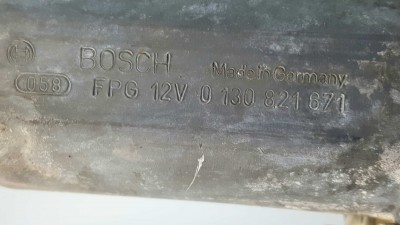 BOSCH Made in Germany
058 FPG 12V 0 130 821 671